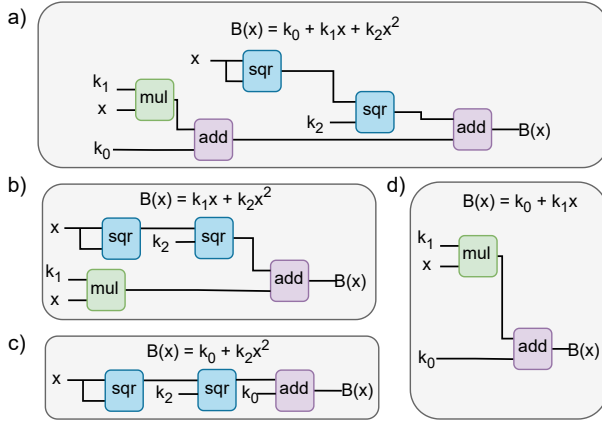 a)
B(x) = k₀ + k₁x + k₂x²
x
sqr
k₁
mul
x
sqr
k₂
add
add
B(x)
k₀
b)
B(x) = k₁x + k₂x²
x
sqr
sqr
k₂
k₁
mul
x
add
B(x)
c)
B(x) = k₀ + k₂x²
x
sqr
k₂
sqr
k₀
add
B(x)
d)
B(x) = k₀ + k₁x
k₁
mul
x
k₀
add
B(x)